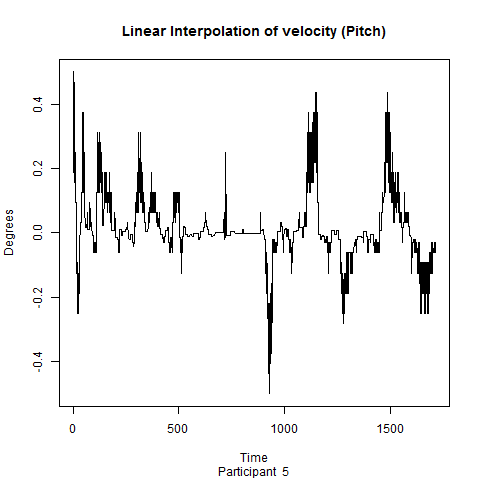 Linear Interpolation of velocity (Pitch)
Degrees
0.4
0.2
0.0
-0.2
-0.4
0 500 1000 1500
Time
Participant 5